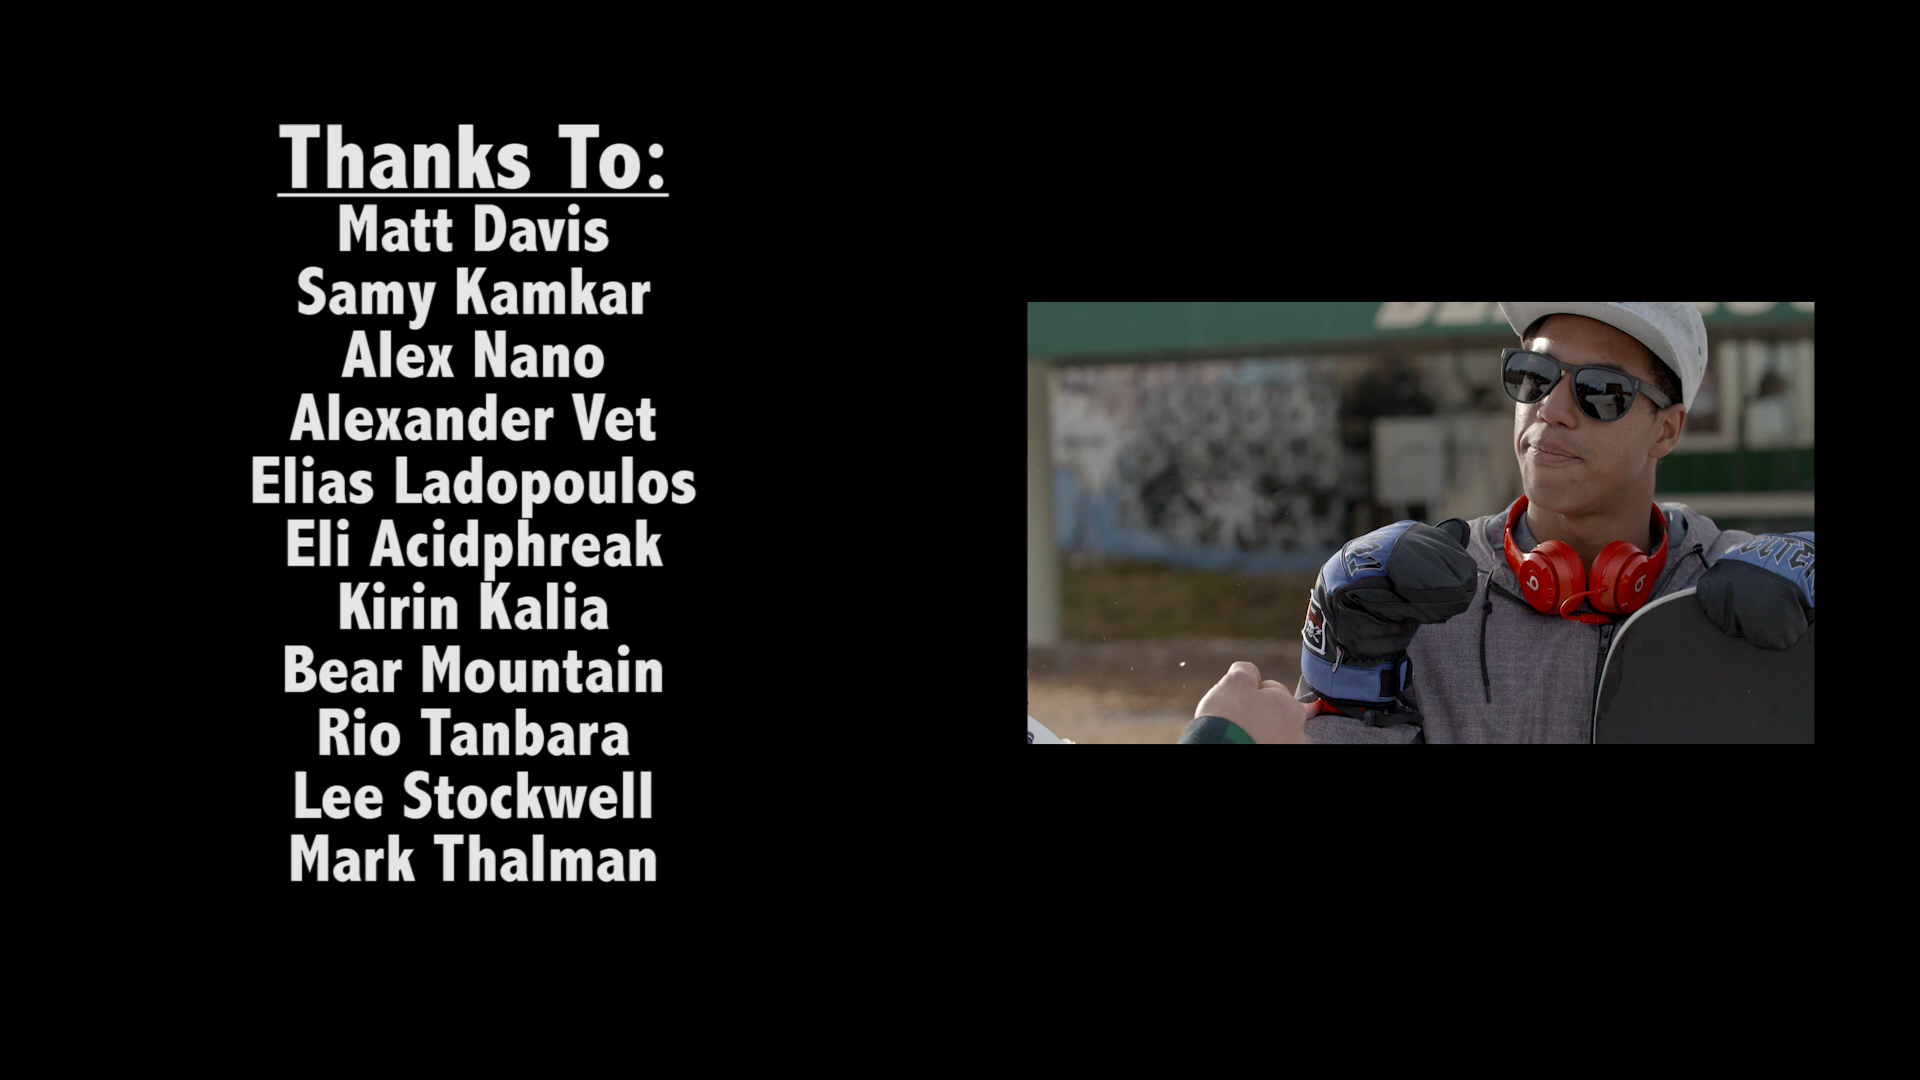 Thanks To:
Matt Davis
Samy Kamkar
Alex Nano
Alexander Vet
Elias Ladopoulos
Eli Acidphreak
Kirin Kalia
Bear Mountain
Rio Tanbara
Lee Stockwell
Mark Thalman